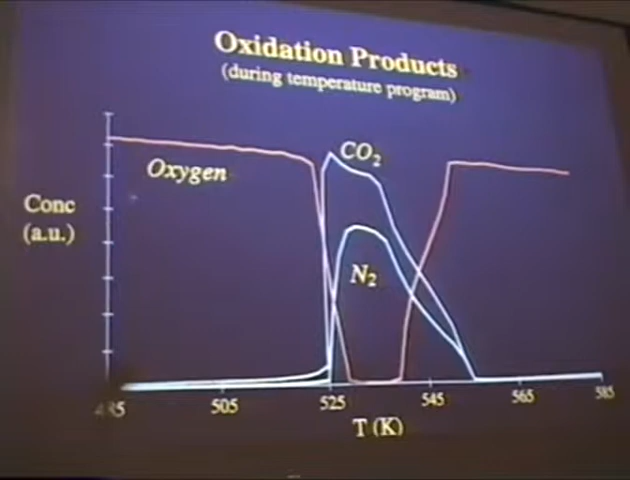 Oxidation Products
(during temperature program)
CO₂
Oxygen
Conc
(a.u.)
N₂
505
525
545
565
585
T (K)